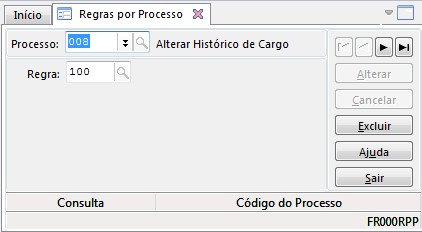 Início
Regras por Processo
Processo: 008 Alterar Histórico de Cargo
Regra: 100
Alterar
Cancelar
Excluir
Ajuda
Sair
Consulta Código do Processo
FR000RPP